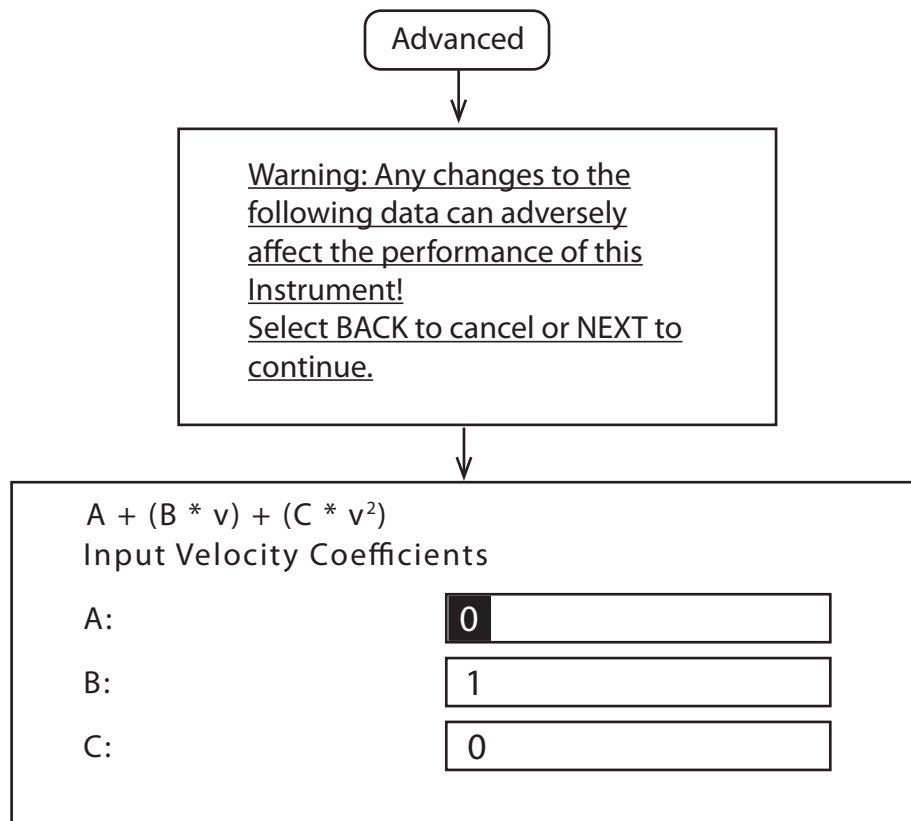 Advanced
Warning: Any changes to the
following data can adversely
affect the performance of this
Instrument!
Select BACK to cancel or NEXT to
continue.
A + (B * v) + (C * v²)
Input Velocity Coefficients
A: 0
B: 1
C: 0